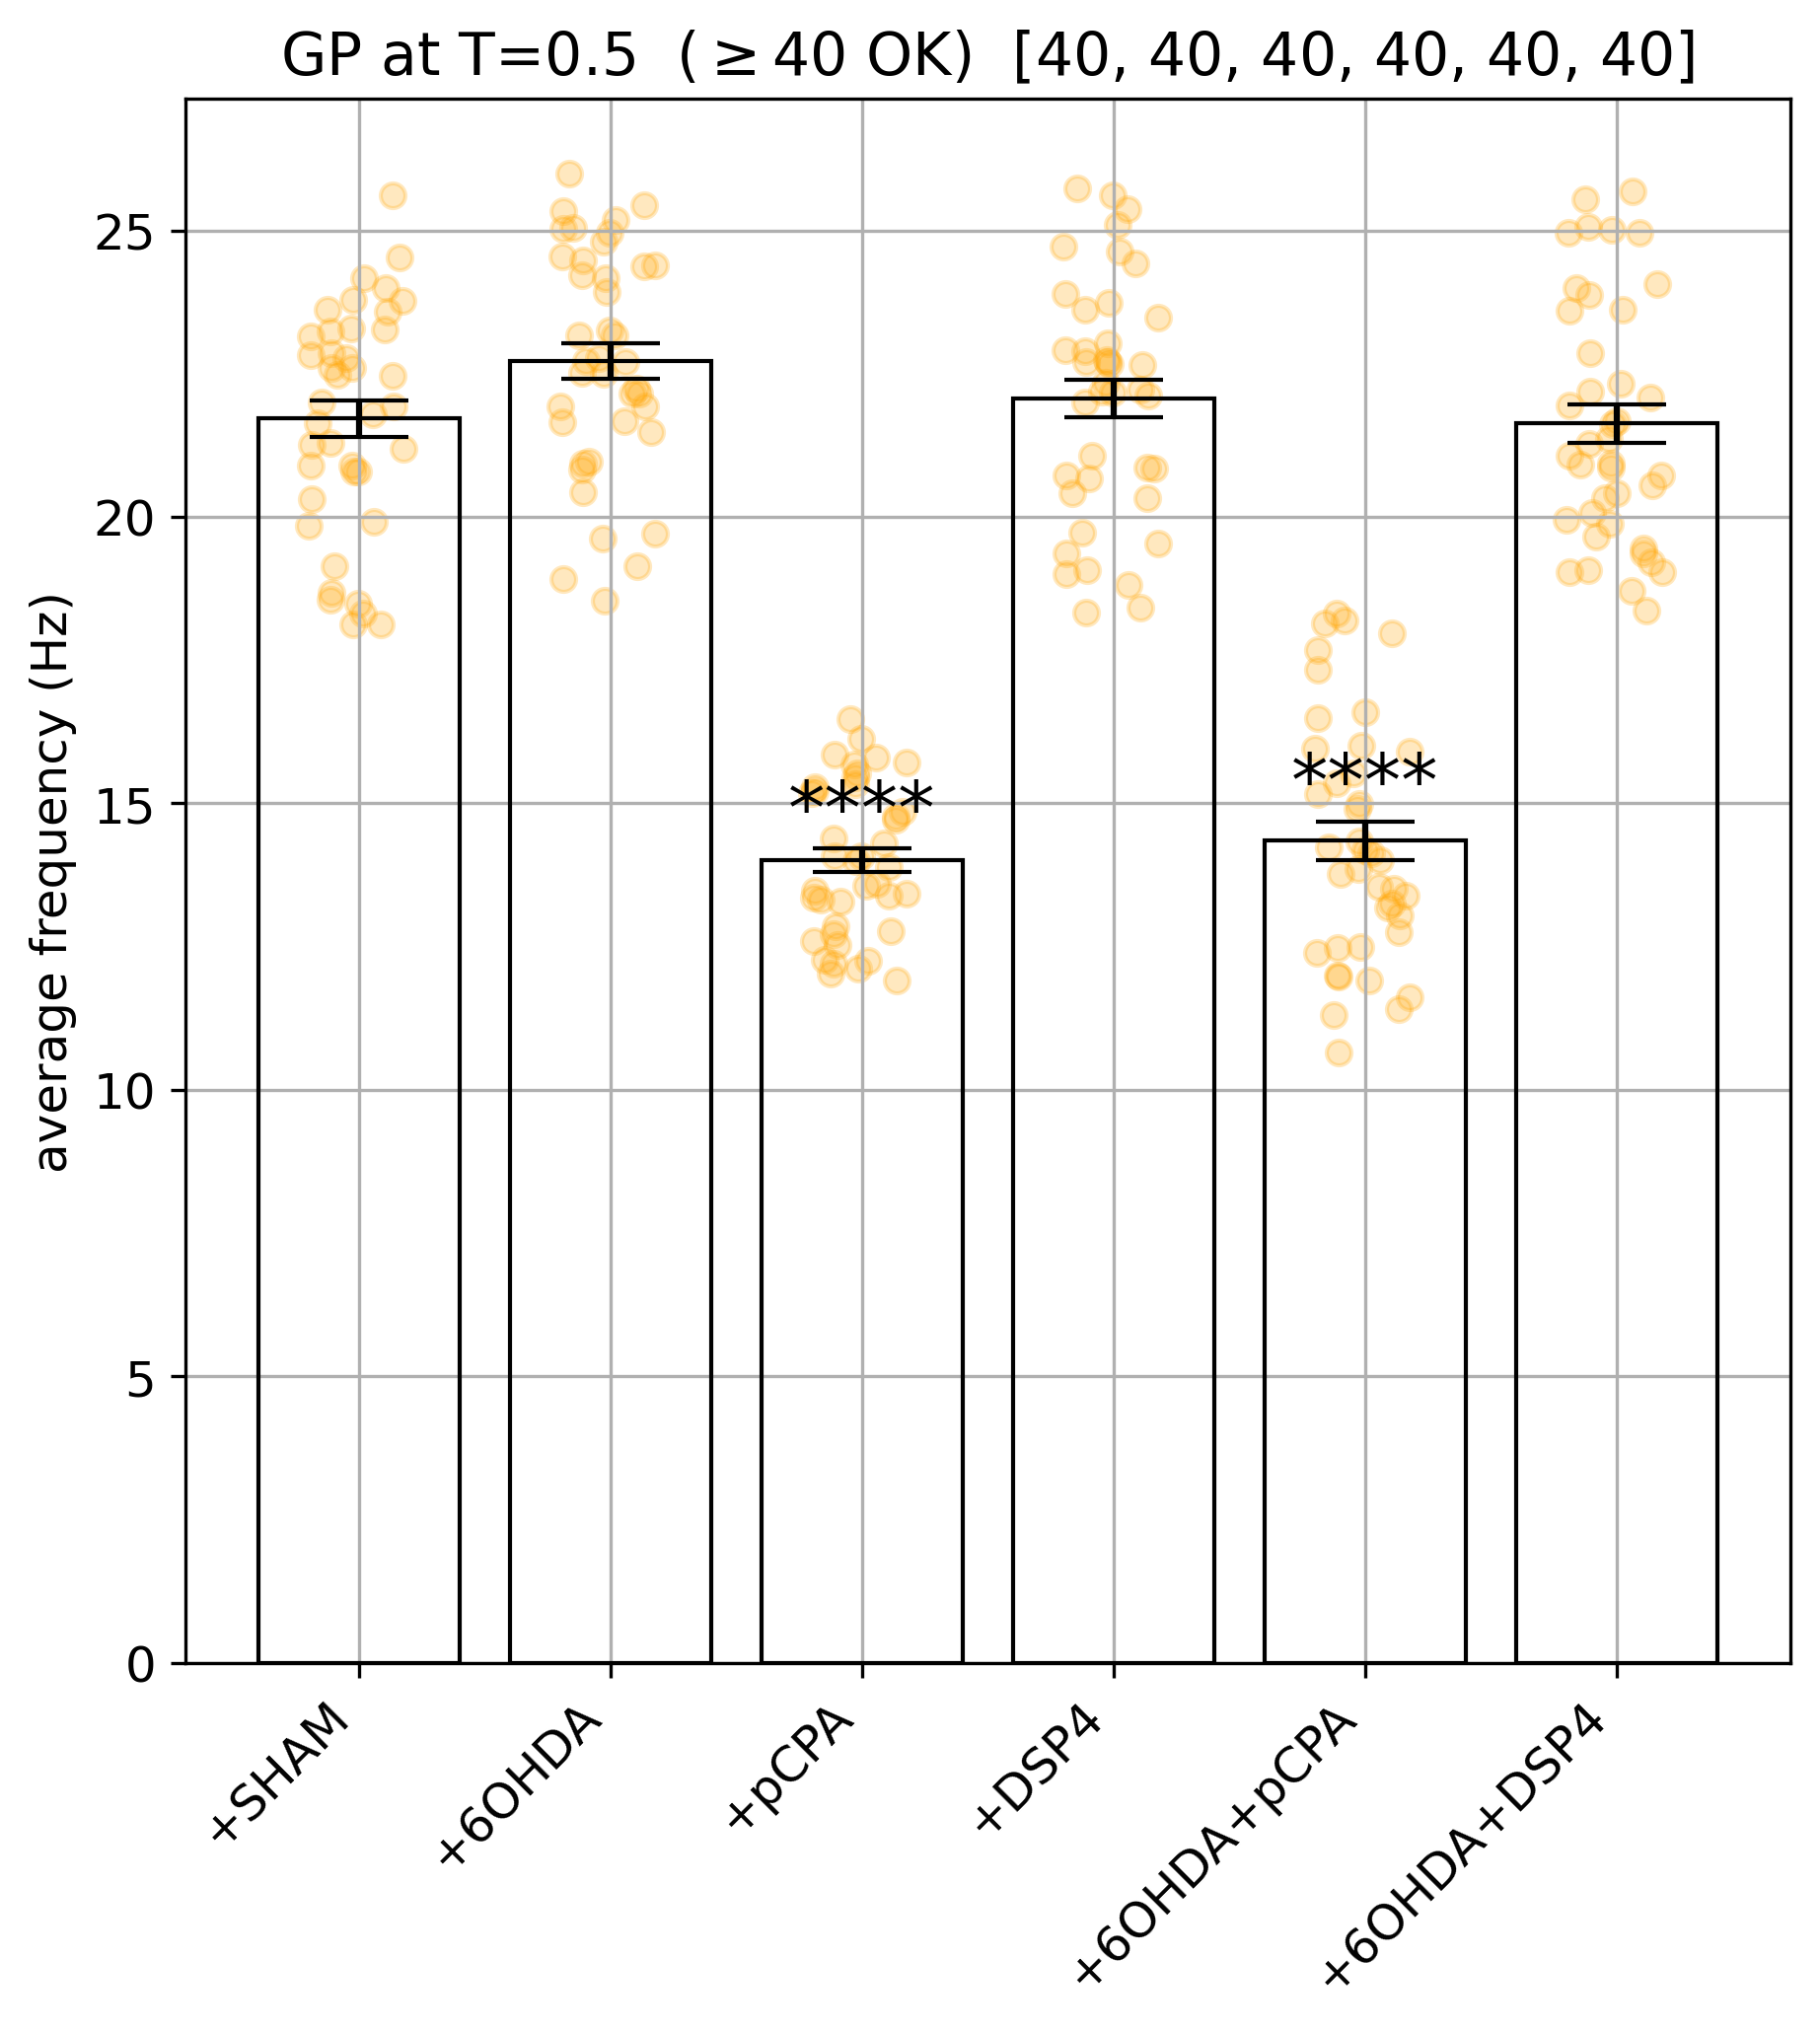 GP at T=0.5 (≥40 OK) [40, 40, 40, 40, 40, 40]
average frequency (Hz)
25
20
15
10
5
0
****
****
+SHAM
+6OHDA
+pCPA
+DSP4
+6OHDA+pCPA
+6OHDA+DSP4